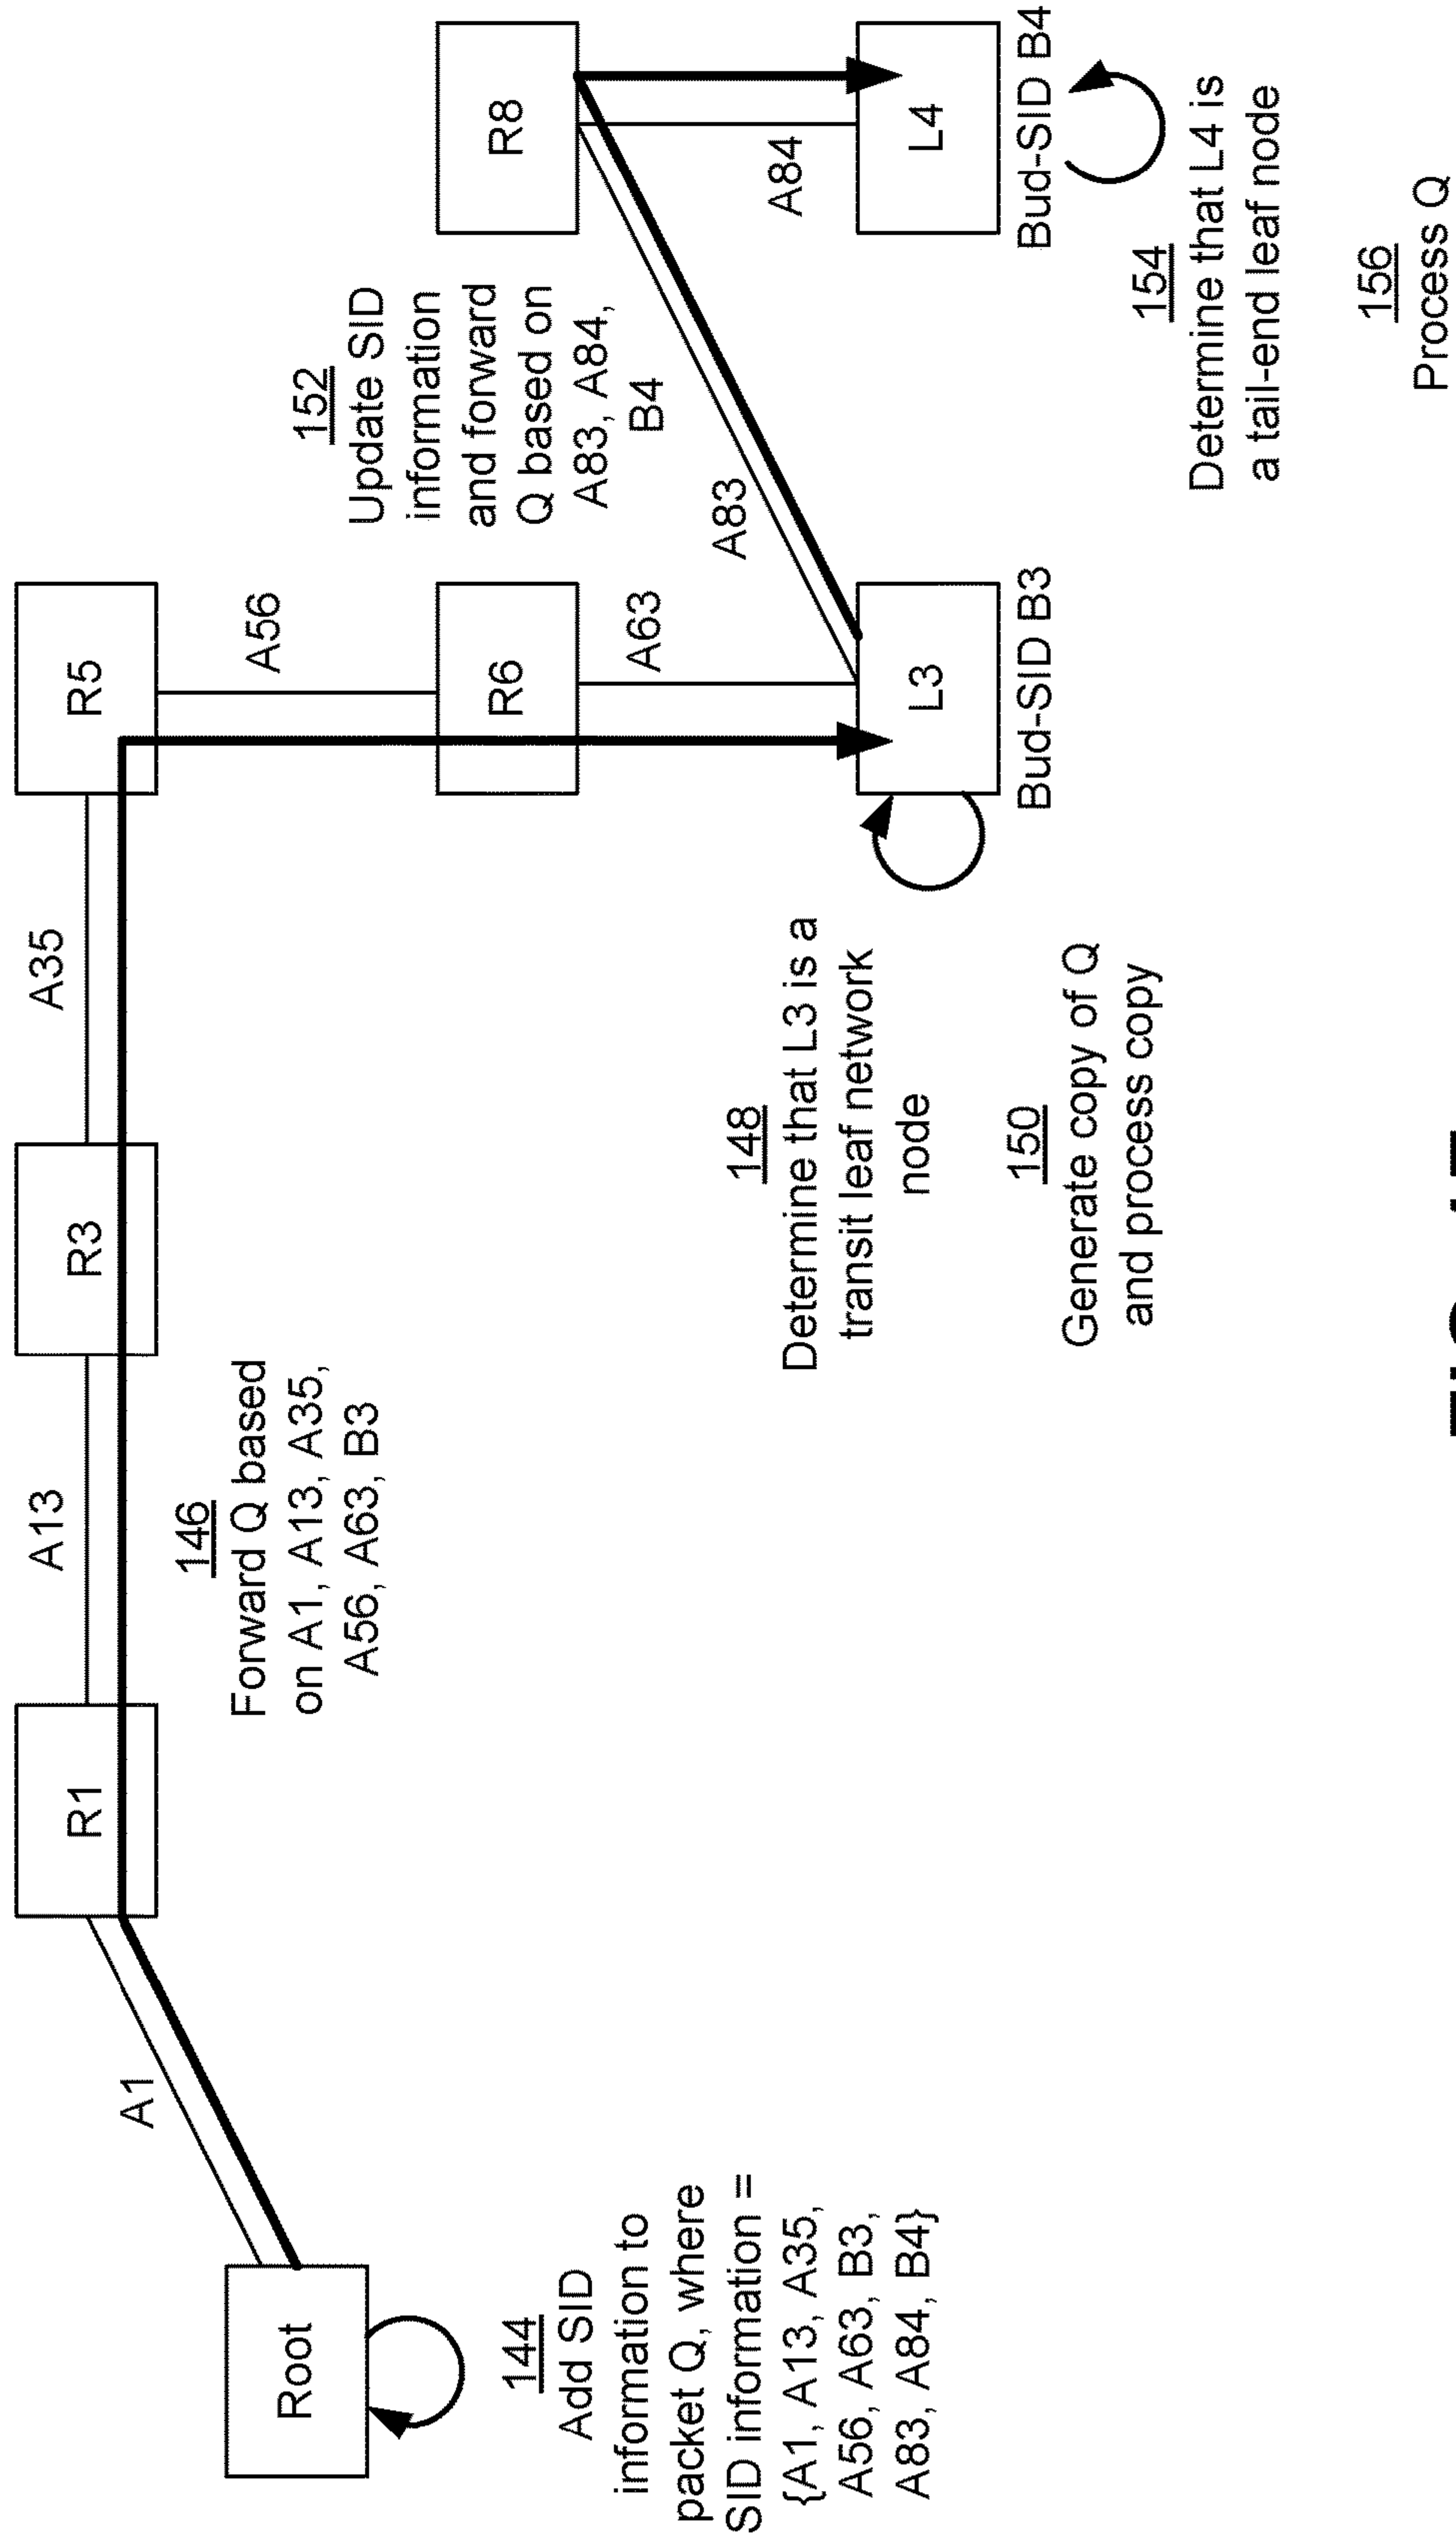 A13
A35
R1
R3
R5
A1
A56
Root
R6
R8
A63
A83
A84
L3
L4
Bud-SID B3
Bud-SID B4
144
Add SID
information to
packet Q, where
SID information =
{A1, A13, A35,
A56, A63, B3,
A83, A84, B4}
146
Forward Q based
on A1, A13, A35,
A56, A63, B3
148
Determine that L3 is a
transit leaf network
node
150
Generate copy of Q
and process copy
152
Update SID
information
and forward
Q based on
A83, A84,
B4
154
Determine that L4 is
a tail-end leaf node
156
Process Q